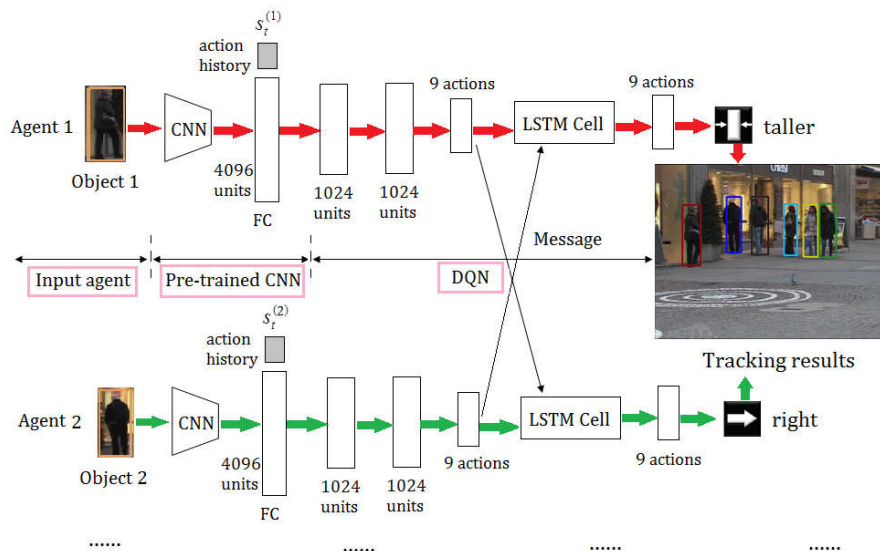 s_t^(1)
action
history
9 actions
9 actions
Agent 1
CNN
LSTM Cell
taller
Object 1
4096
units
FC
1024
units
1024
units
Message
Input agent
Pre-trained CNN
DQN
s_t^(2)
action
history
Tracking results
Agent 2
CNN
LSTM Cell
right
Object 2
4096
units
FC
9 actions
9 actions
1024
units
1024
units
......
......
......
......